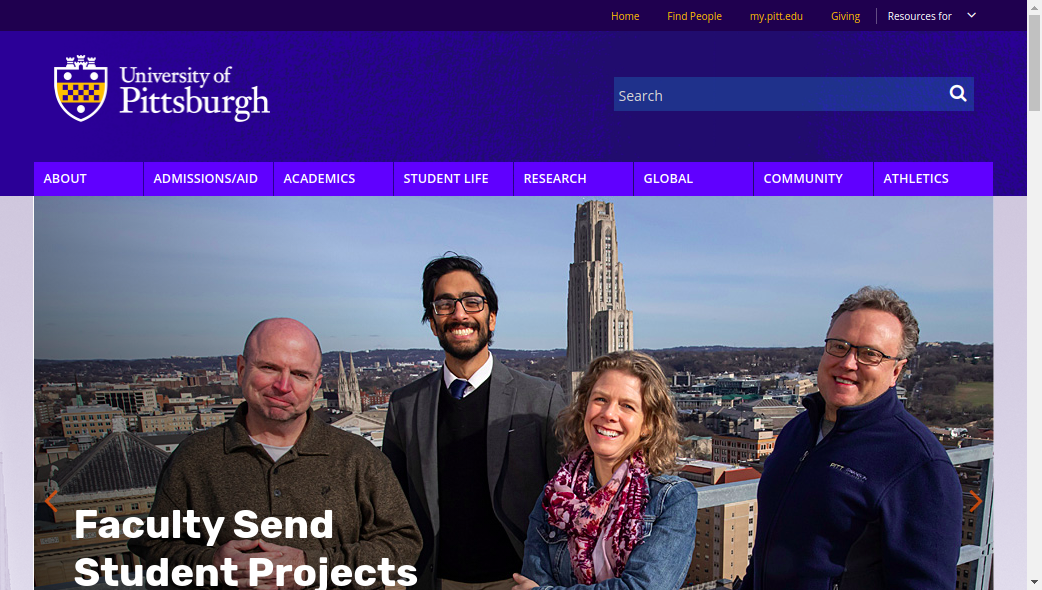 Home Find People my.pitt.edu Giving Resources for
University of
Pittsburgh
Search
ABOUT ADMISSIONS/AID ACADEMICS STUDENT LIFE RESEARCH GLOBAL COMMUNITY ATHLETICS
PITT
Faculty Send
Student Projects